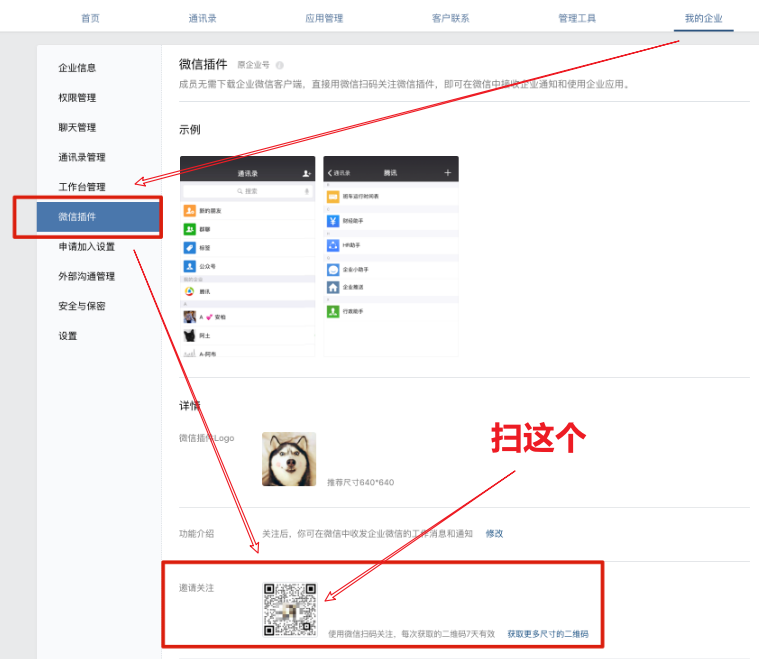 首页 通讯录 应用管理 客户联系 管理工具 我的企业
企业信息
权限管理
聊天管理
通讯录管理
工作台管理
微信插件
申请加入设置
外部沟通管理
安全与保密
设置
微信插件 原企业号
成员无需下载企业微信客户端，直接用微信扫码关注微信插件，即可在微信中接收企业通知和使用企业应用。
示例
通讯录
搜索
新的朋友
群聊
标签
公众号
我的企业
腾讯
A
A 💕 安柏
阿土
A-阿布
通讯录 腾讯
班车运行时间表
财经助手
HR助手
企业小助手
企业酒店
行政助手
详情
微信插件Logo
推荐尺寸640*640
扫这个
功能介绍 关注后，你可在微信中收发企业微信的工作消息和通知 修改
邀请关注
使用微信扫码关注，每次获取的二维码7天有效 获取更多尺寸的二维码